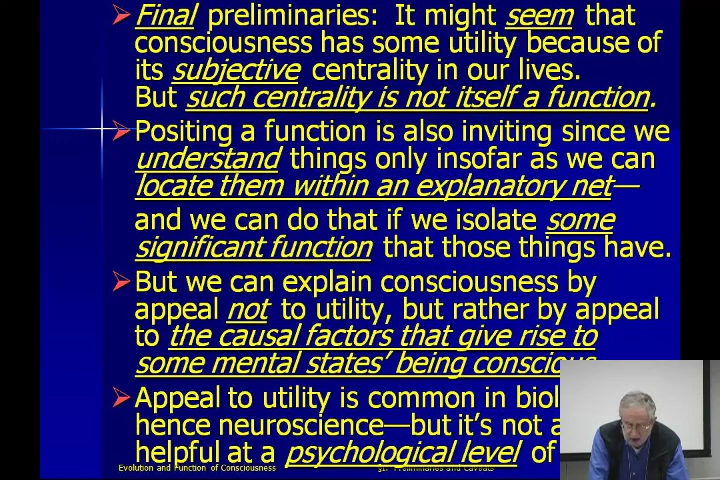 Final preliminaries: It might seem that
consciousness has some utility because of
its subjective centrality in our lives.
But such centrality is not itself a function.
Positing a function is also inviting since we
understand things only insofar as we can
locate them within an explanatory net—
and we can do that if we isolate some
significant function that those things have.
But we can explain consciousness by
appeal not to utility, but rather by appeal
to the causal factors that give rise to
some mental states' being conscious
Appeal to utility is common in
hence neuroscience—but it's not
helpful at a psychological level of
Evolution and Function of Consciousness
§I. Preliminaries and Caveats